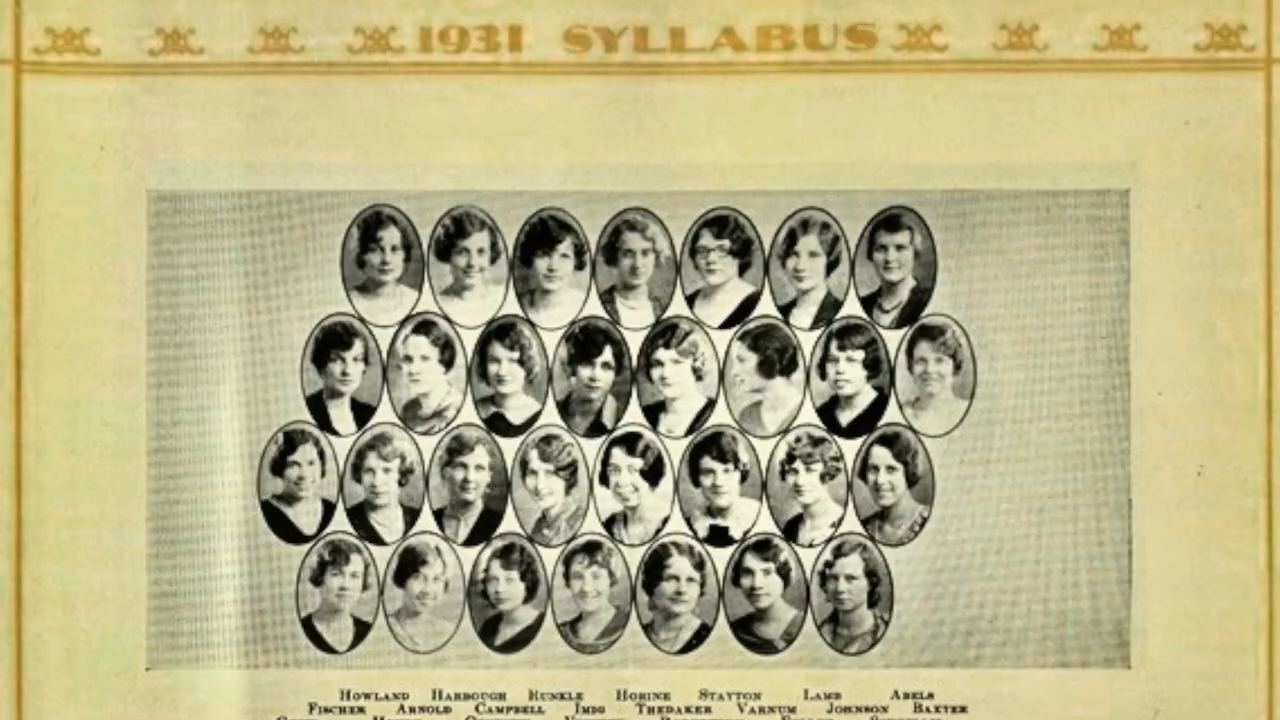 1931 SYLLABUS
HOWLAND HARBOUGH RUNKLE HORINE STAYTON LAMB ABELS
FISCHER ARNOLD CAMPBELL IMIG THEDAKER VARNUM JOHNSON BAXTER